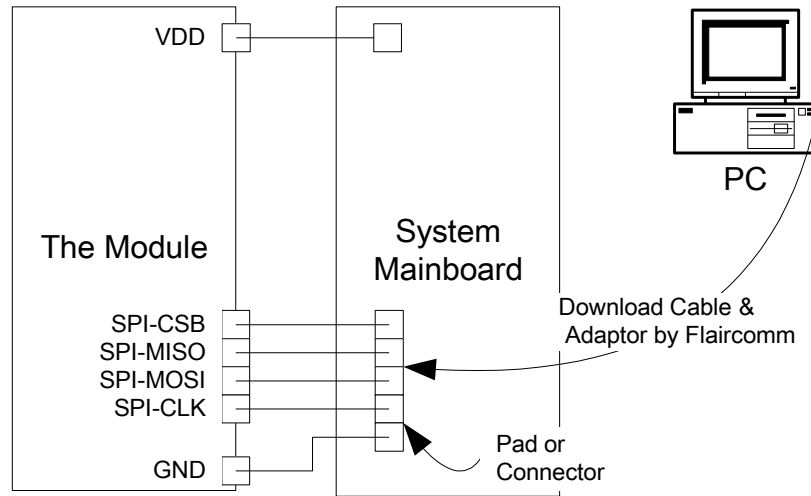 VDD
PC
The Module
System
Mainboard
Download Cable &
Adaptor by Flaircomm
SPI-CSB
SPI-MISO
SPI-MOSI
SPI-CLK
GND
Pad or
Connector